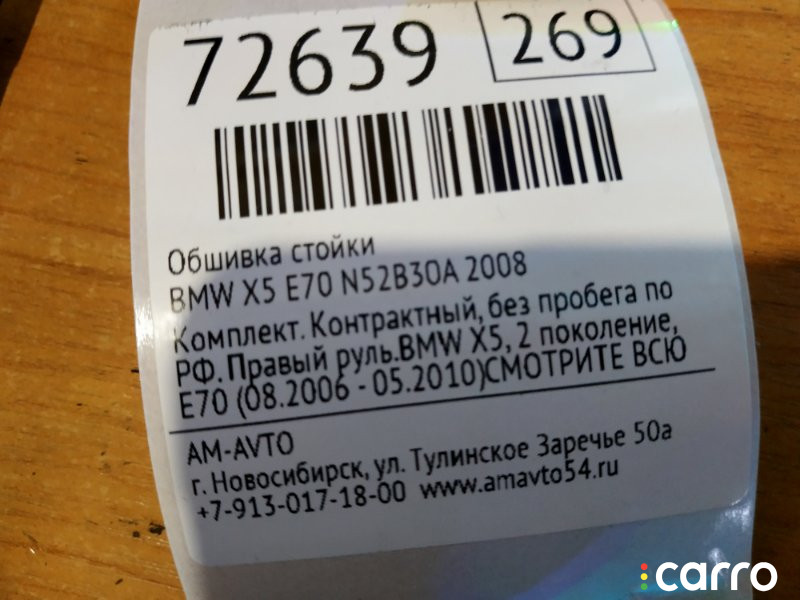 72639
269
Обшивка стойки
BMW X5 E70 N52B30A 2008
Комплект. Контрактный, без пробега по
РФ. Правый руль.BMW X5, 2 поколение,
E70 (08.2006 - 05.2010)СМОТРИТЕ ВСЮ
AM-AVTO
г. Новосибирск, ул. Тулинское Заречье 50а
+7-913-017-18-00 www.amavto54.ru
carro